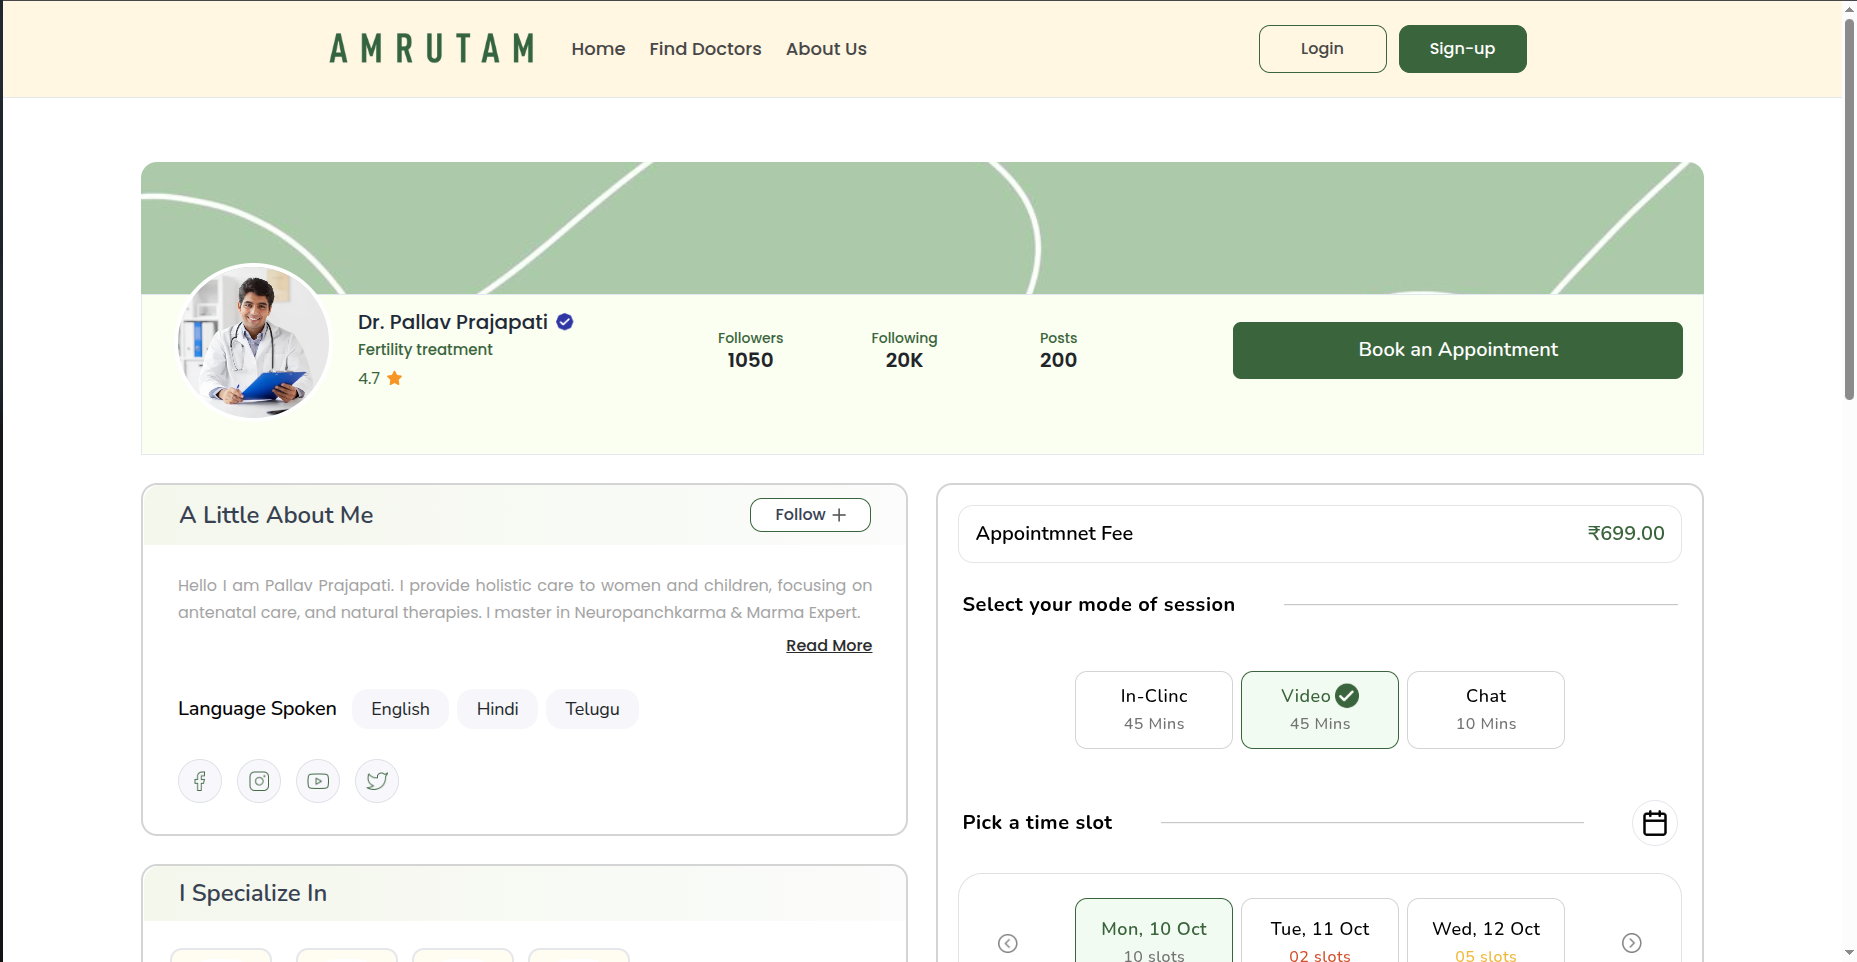 AMRUTAM
Home
Find Doctors
About Us
Login
Sign-up
Dr. Pallav Prajapati
Fertility treatment
4.7
Followers
1050
Following
20K
Posts
200
Book an Appointment
A Little About Me
Follow
Hello I am Pallav Prajapati. I provide holistic care to women and children, focusing on
antenatal care, and natural therapies. I master in Neuropanchkarma & Marma Expert.
Read More
Language Spoken
English
Hindi
Telugu
I Specialize In
Appointmnet Fee
₹699.00
Select your mode of session
In-Clinc
45 Mins
Video
45 Mins
Chat
10 Mins
Pick a time slot
Mon, 10 Oct
10 slots
Tue, 11 Oct
02 slots
Wed, 12 Oct
05 slots